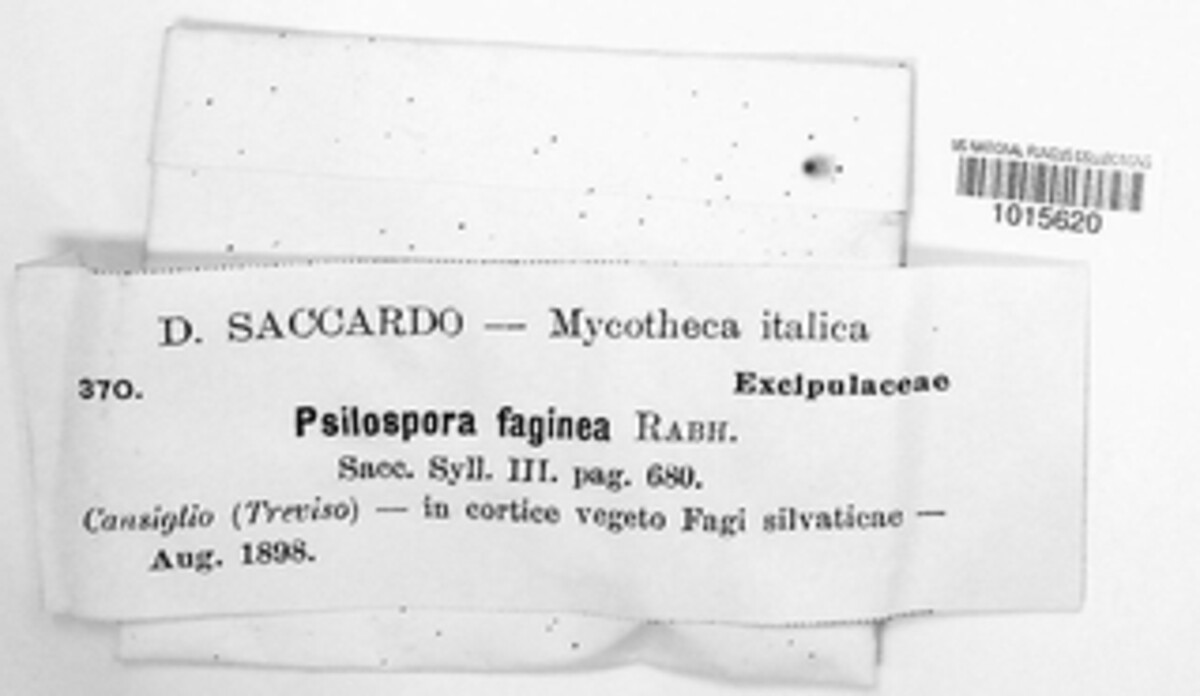 US NATIONAL FUNGUS COLLECTIONS
1015620
D. SACCARDO — Mycotheca italica
370.
Excipulaceae
Psilospora faginea RABH.
Sacc. Syll. III. pag. 680.
Cansiglio (Treviso) — in cortice vegeto Fagi silvaticae —
Aug. 1898.